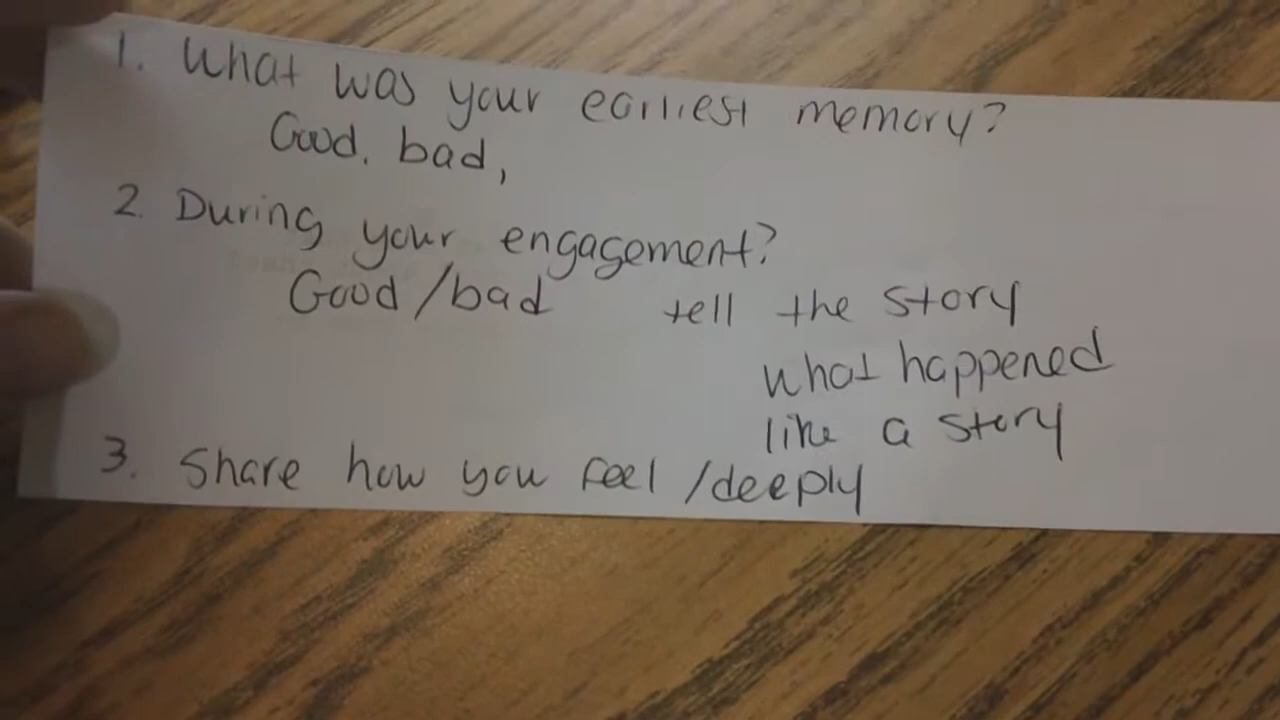 1. What was your earliest memory?
Good. bad,
2. During your engagement?
Good/bad tell the story
what happened
like a story
3. Share how you feel/deeply